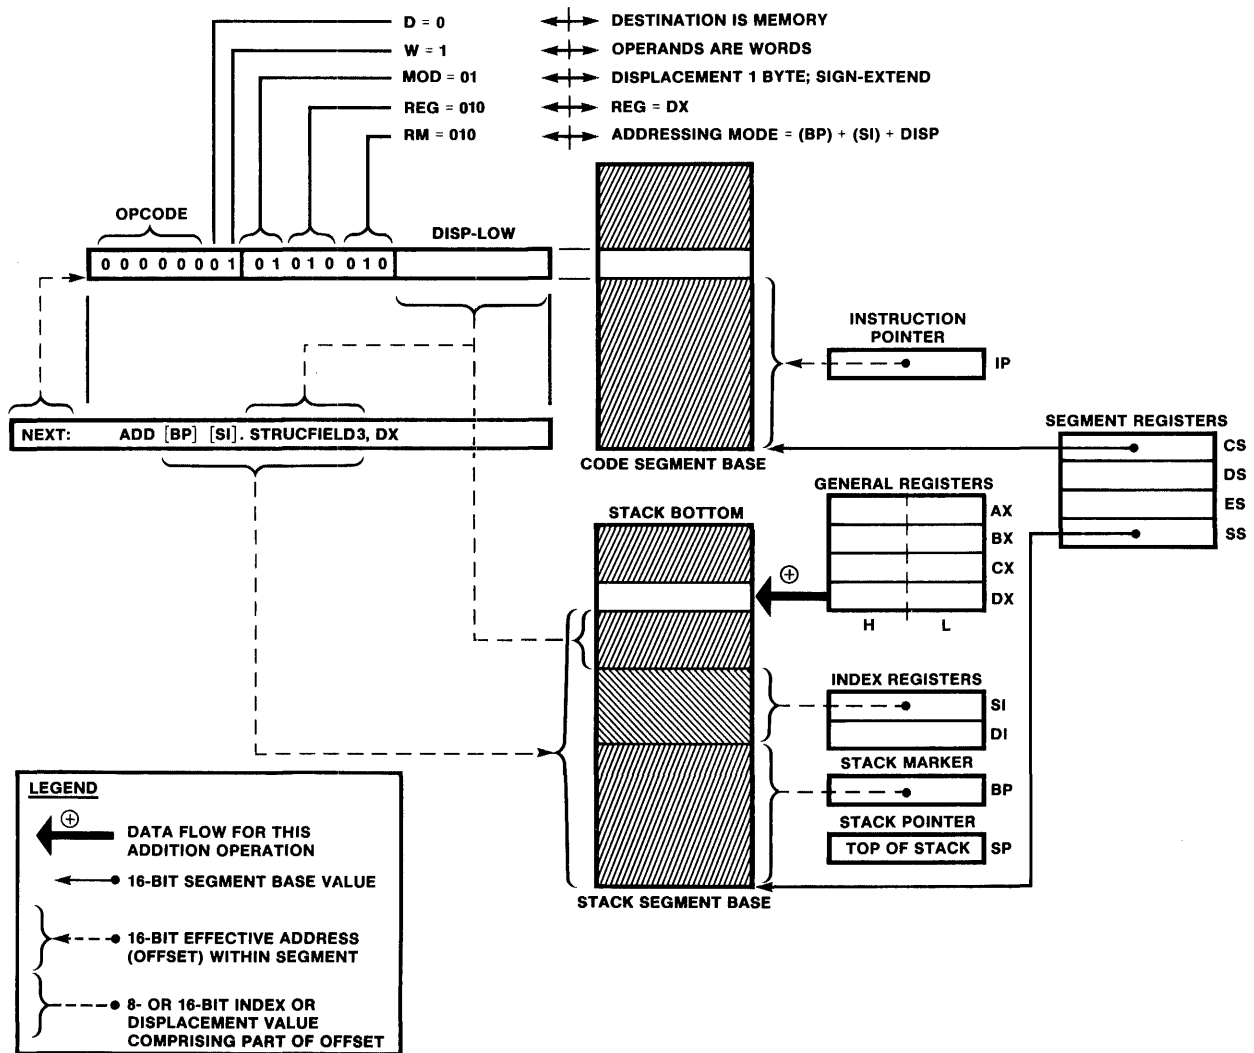 D = 0 DESTINATION IS MEMORY
W = 1 OPERANDS ARE WORDS
MOD = 01 DISPLACEMENT 1 BYTE; SIGN-EXTEND
REG = 010 REG = DX
RM = 010 ADDRESSING MODE = (BP) + (SI) + DISP
OPCODE
DISP-LOW
0 0 0 0 0 0 0 1 0 1 0 1 0 0 1 0
INSTRUCTION
POINTER
IP
NEXT: ADD [BP] [SI]. STRUCFIELD3, DX
CODE SEGMENT BASE
SEGMENT REGISTERS
CS
DS
ES
SS
GENERAL REGISTERS
AX
BX
CX
DX
H L
STACK BOTTOM
+
INDEX REGISTERS
SI
DI
STACK MARKER
BP
STACK POINTER
TOP OF STACK SP
STACK SEGMENT BASE
LEGEND
+
DATA FLOW FOR THIS
ADDITION OPERATION
16-BIT SEGMENT BASE VALUE
16-BIT EFFECTIVE ADDRESS
(OFFSET) WITHIN SEGMENT
8- OR 16-BIT INDEX OR
DISPLACEMENT VALUE
COMPRISING PART OF OFFSET